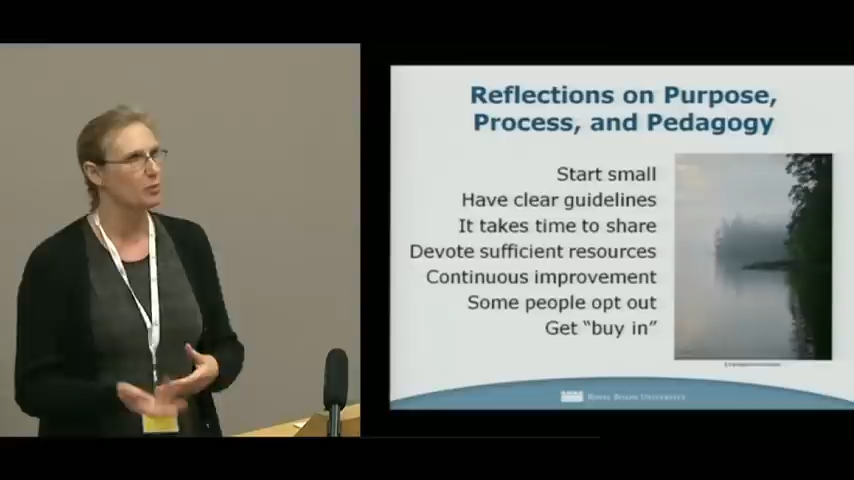 Reflections on Purpose,
Process, and Pedagogy
Start small
Have clear guidelines
It takes time to share
Devote sufficient resources
Continuous improvement
Some people opt out
Get “buy in”
ROYAL ROADS UNIVERSITY